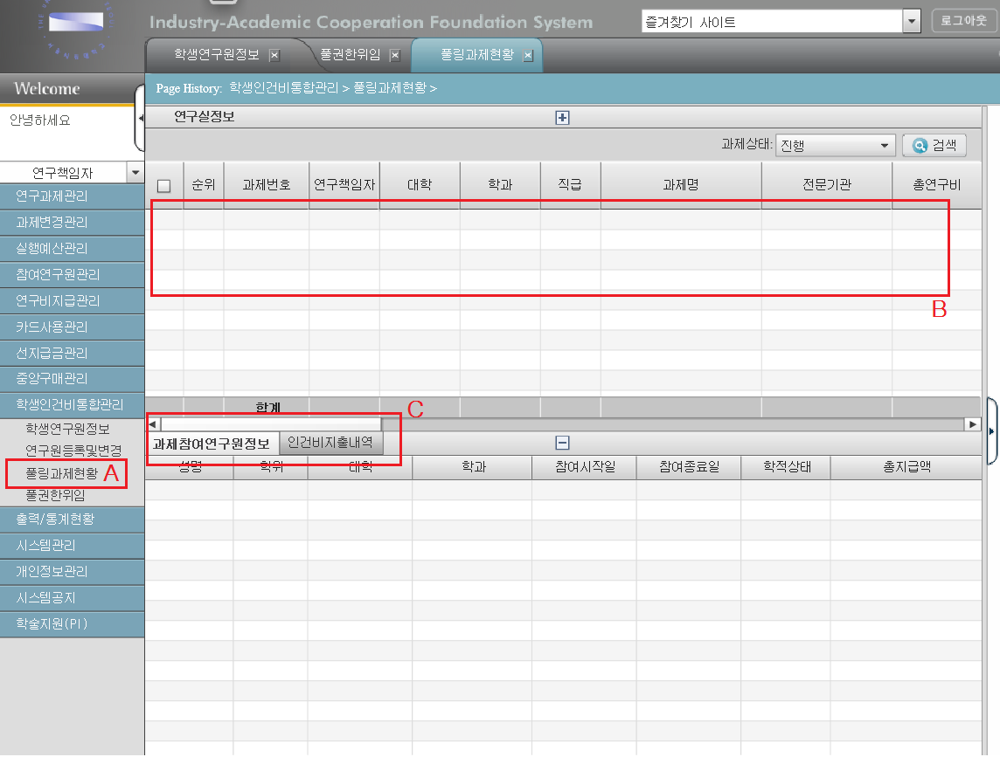 Industry-Academic Cooperation Foundation System
즐겨찾기 사이트
로그아웃
학생연구원정보
풀권한위임
풀링과제현황
Welcome
Page History: 학생인건비통합관리 > 풀링과제현황 >
안녕하세요
연구실정보
과제상태: 진행
검색
연구책임자
순위 과제번호 연구책임자 대학 학과 직급 과제명 전문기관 총연구비
연구과제관리
과제변경관리
실행예산관리
참여연구원관리
연구비지급관리
카드사용관리
선지급금관리
중앙구매관리
학생인건비통합관리
학생연구원정보
연구원등록및변경
풀링과제현황 A
풀권한위임
출력/통계현황
시스템관리
개인정보관리
시스템공지
학술지원(PI)
B
합계
C
과제참여연구원정보 인건비지출내역
성명 학위 대학 학과 참여시작일 참여종료일 학적상태 총지급액